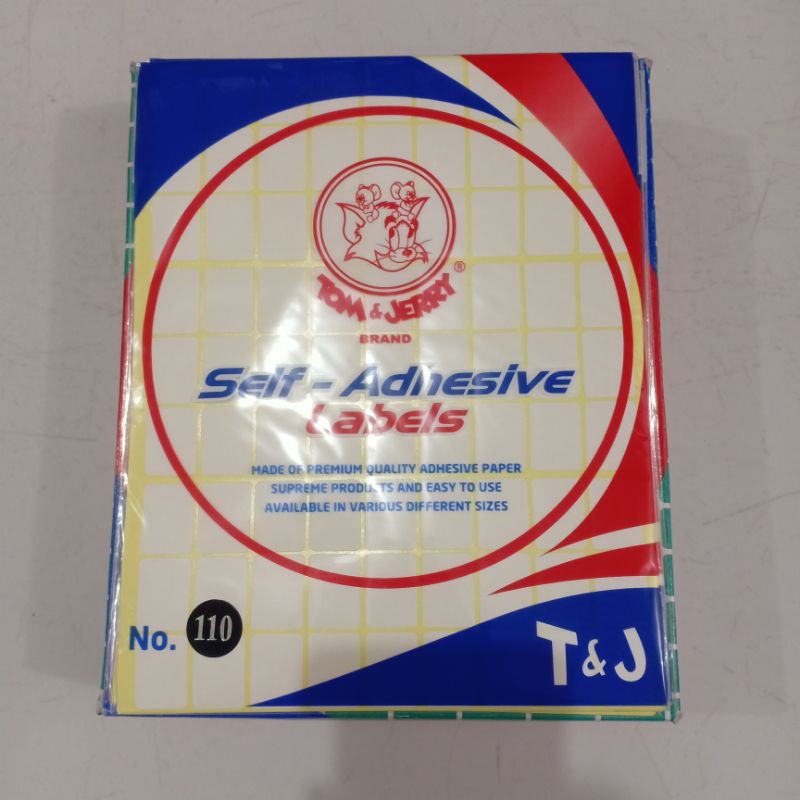 TOM & JERRY®
BRAND
Self - Adhesive
Labels
MADE OF PREMIUM QUALITY ADHESIVE PAPER
SUPREME PRODUCTS AND EASY TO USE
AVAILABLE IN VARIOUS DIFFERENT SIZES
No. 110
T & J